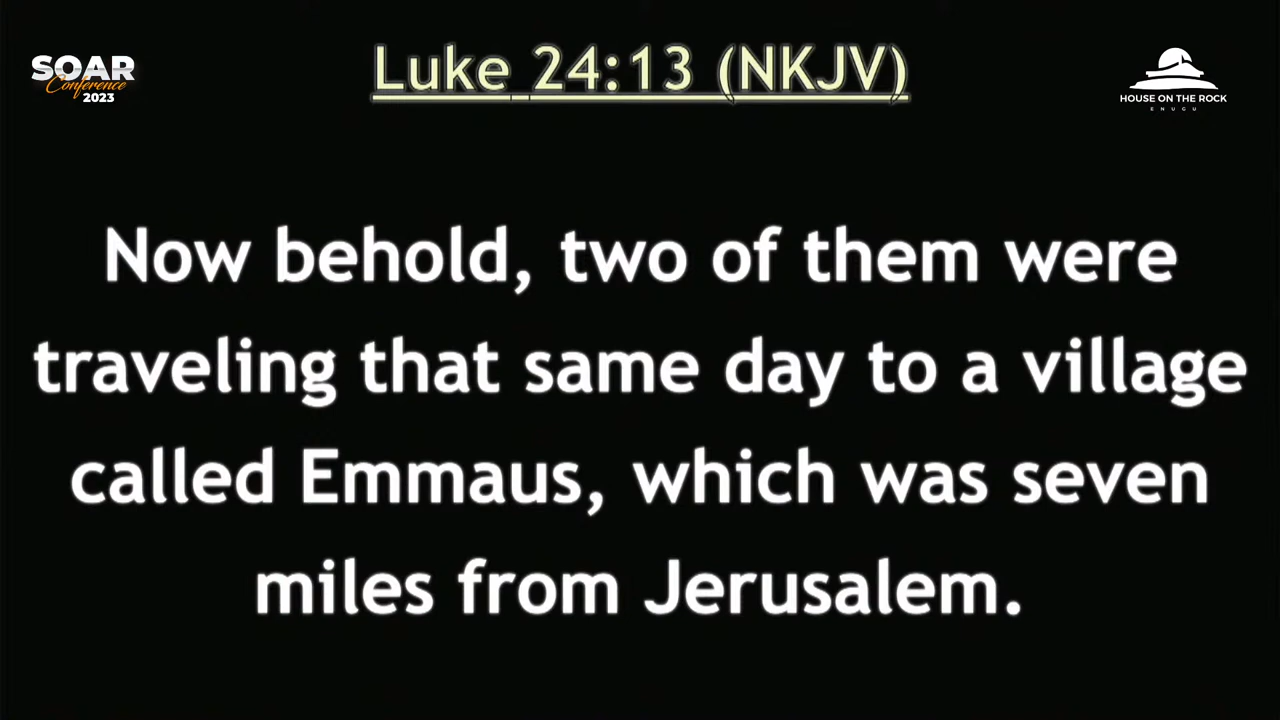 SOAR
Conference
2023
Luke 24:13 (NKJV)
HOUSE ON THE ROCK
ENUGU
Now behold, two of them were
traveling that same day to a village
called Emmaus, which was seven
miles from Jerusalem.